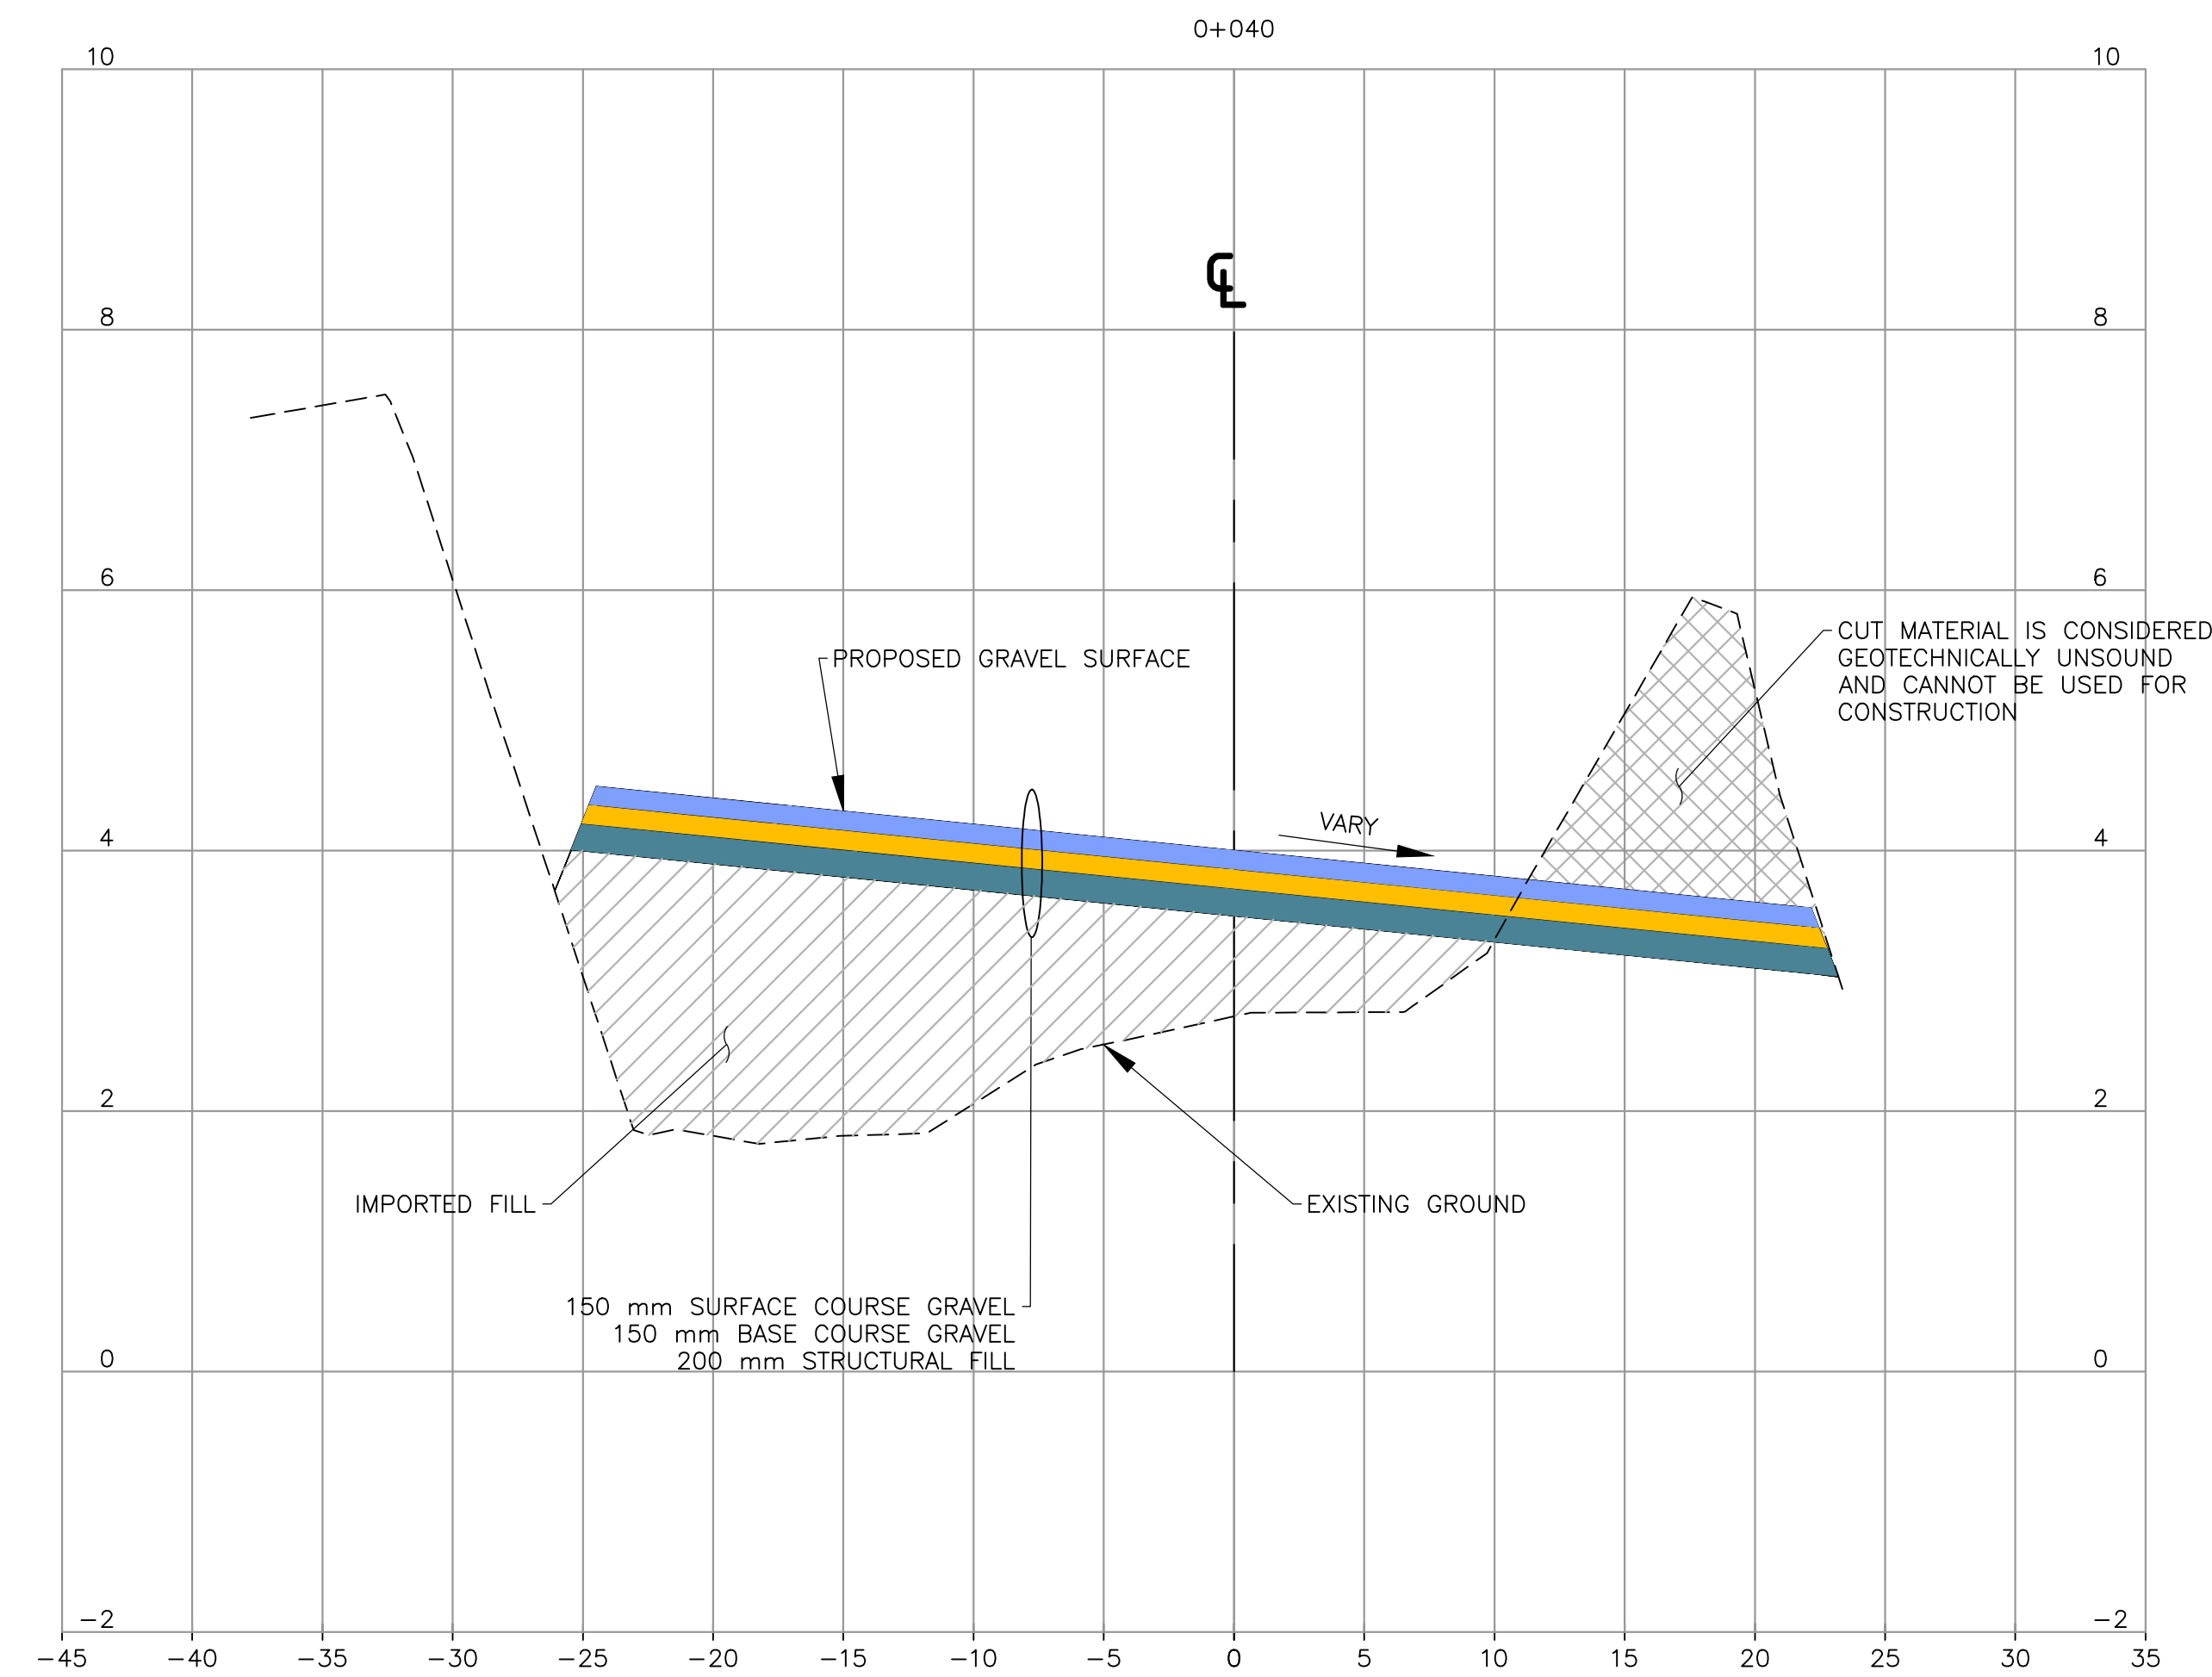 0+040
10 10
℄
8 8
6 6
CUT MATERIAL IS CONSIDERED
GEOTECHNICALLY UNSOUND
AND CANNOT BE USED FOR
CONSTRUCTION
PROPOSED GRAVEL SURFACE
VARY
4 4
2 2
IMPORTED FILL
EXISTING GROUND
150 mm SURFACE COURSE GRAVEL
150 mm BASE COURSE GRAVEL
200 mm STRUCTURAL FILL
0 0
-2 -2
-45 -40 -35 -30 -25 -20 -15 -10 -5 0 5 10 15 20 25 30 35